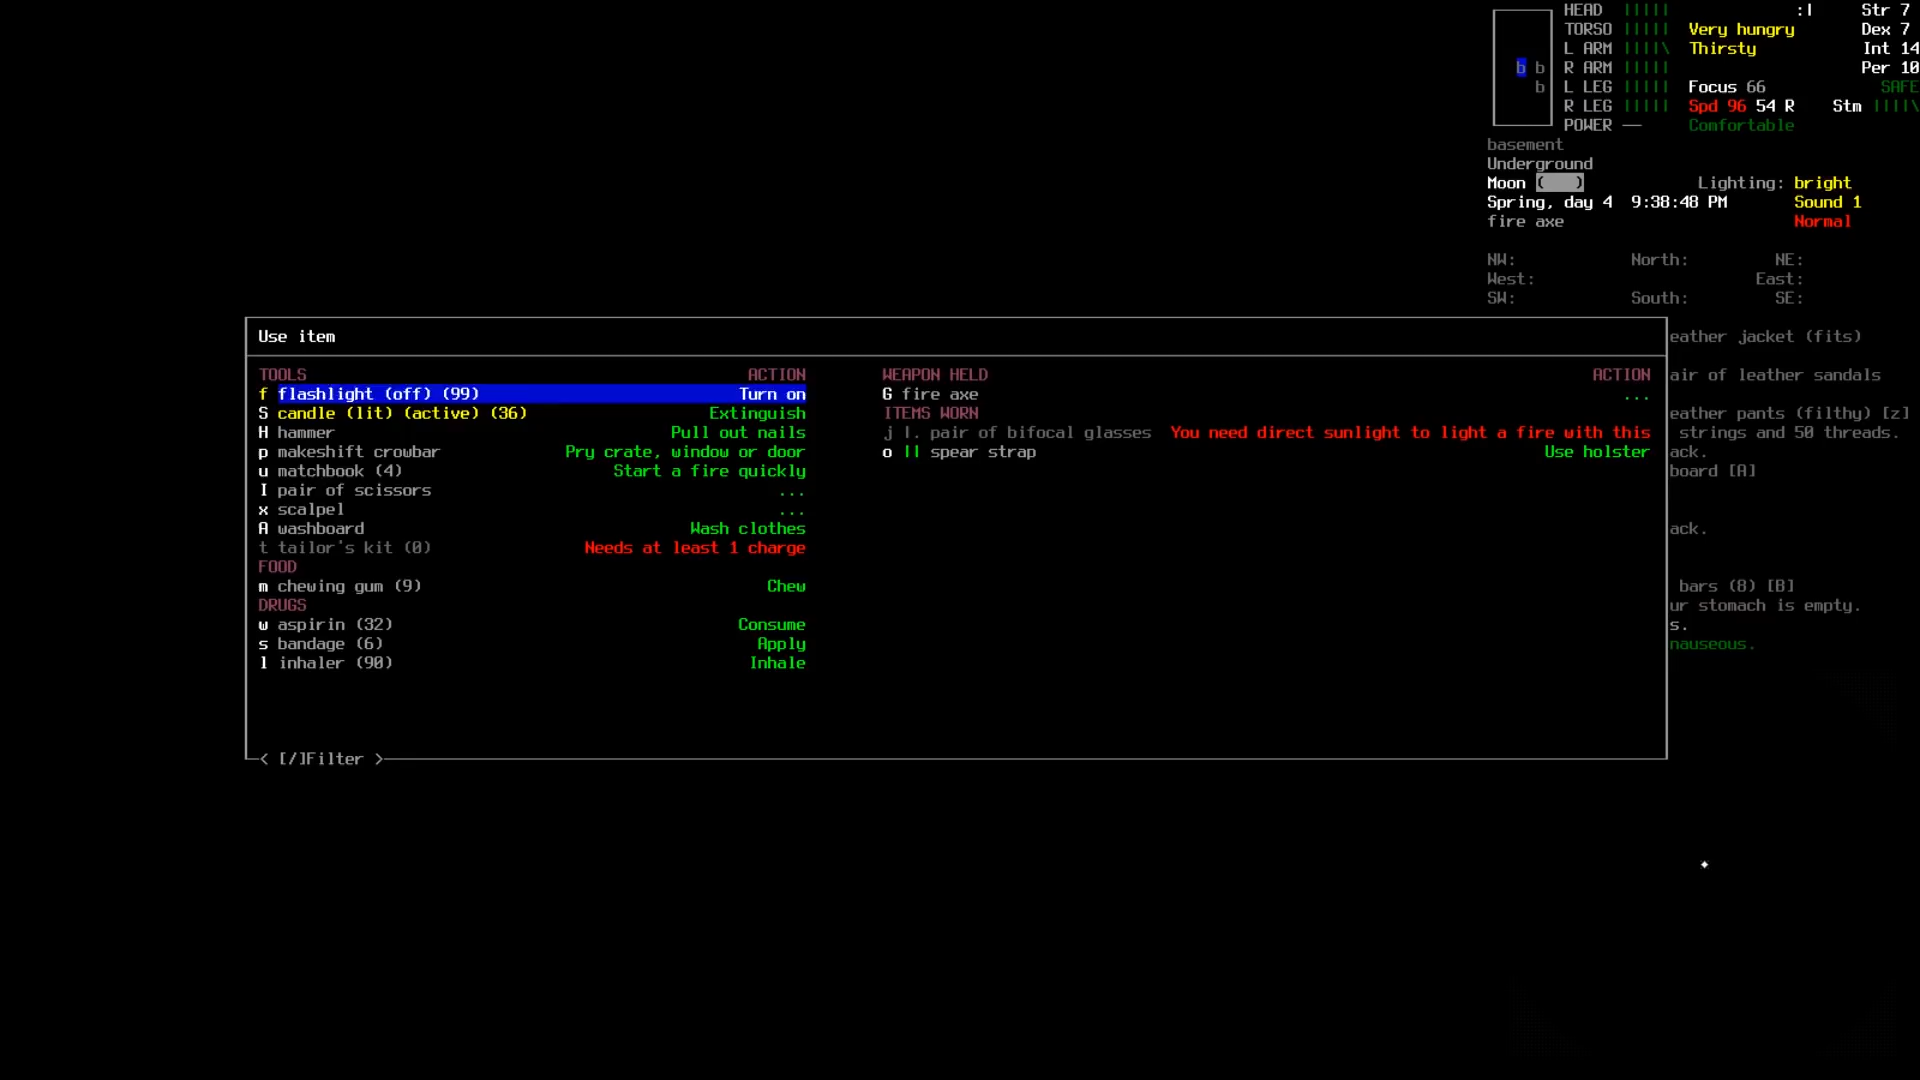 HEAD ||||| :| Str 7
TORSO ||||| Very hungry Dex 7
L ARM ||||\ Thirsty Int 14
b b R ARM ||||| Per 10
b L LEG ||||| Focus 66 SAFE
R LEG ||||| Spd 96 54 R Stm ||||\
POWER -- Comfortable
basement
Underground
Moon (   ) Lighting: bright
Spring, day 4 9:38:48 PM Sound 1
fire axe Normal
NW: North: NE:
West: East:
SW: South: SE:
Use item
eather jacket (fits)
TOOLS ACTION WEAPON HELD ACTION
air of leather sandals
f flashlight (off) (99) Turn on G fire axe ...
S candle (lit) (active) (36) Extinguish ITEMS WORN
eather pants (filthy) [z]
H hammer Pull out nails j |. pair of bifocal glasses You need direct sunlight to light a fire with this
strings and 50 threads.
p makeshift crowbar Pry crate, window or door o || spear strap Use holster
ack.
u matchbook (4) Start a fire quickly
board [A]
I pair of scissors ...
x scalpel ...
A washboard Wash clothes
ack.
t tailor's kit (0) Needs at least 1 charge
FOOD
m chewing gum (9) Chew
bars (8) [B]
DRUGS
ur stomach is empty.
w aspirin (32) Consume
s.
s bandage (6) Apply
nauseous.
l inhaler (90) Inhale
< [/]Filter >